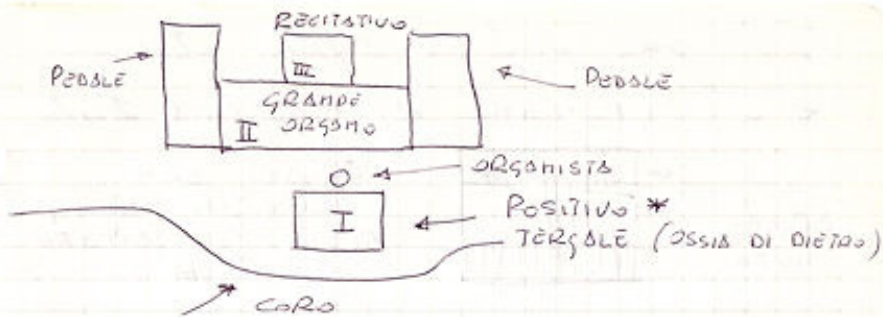 RECITATIVO
PEDALE
III
PEDALE
GRANDE
ORGANO
II
ORGANISTA
I
POSITIVO *
TERGALE (OSSIA DI DIETRO)
CORO